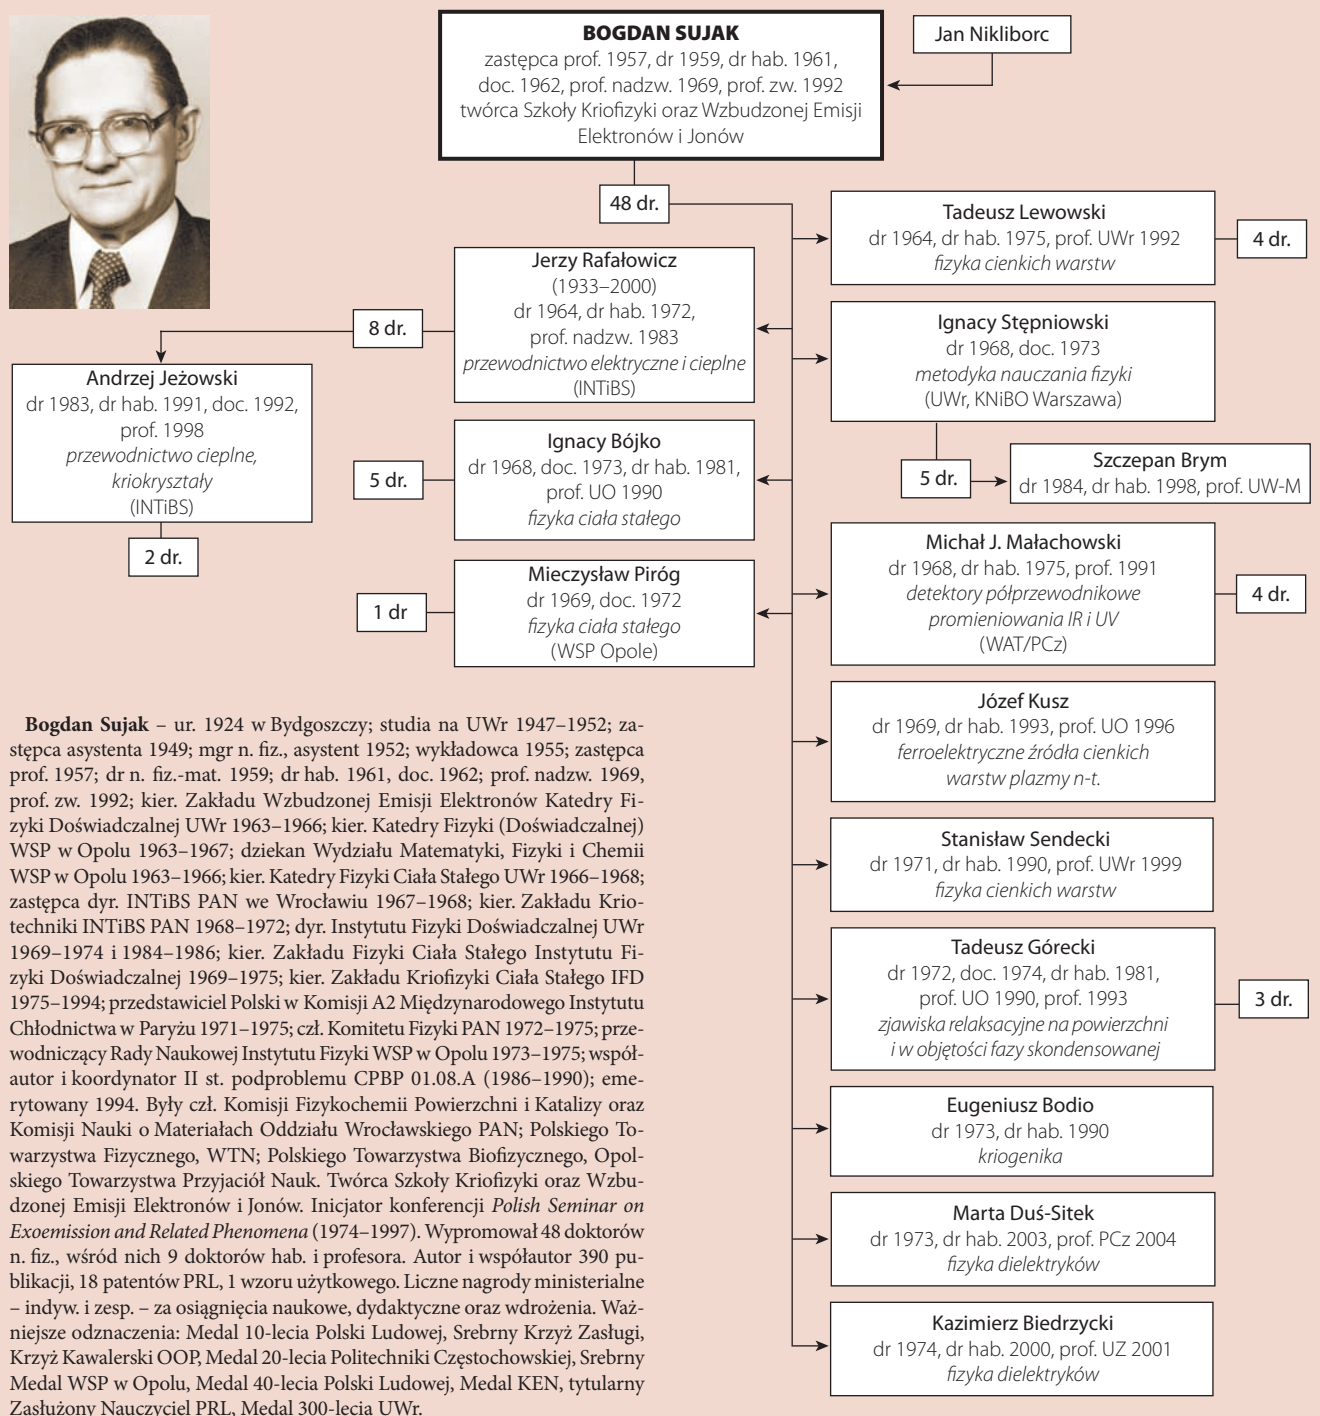 BOGDAN SUJAK
zastępca prof. 1957, dr 1959, dr hab. 1961,
doc. 1962, prof. nadzw. 1969, prof. zw. 1992
twórca Szkoły Kriofizyki oraz Wzbudzonej Emisji
Elektronów i Jonów
Jan Nikliborc
48 dr.
Tadeusz Lewowski
dr 1964, dr hab. 1975, prof. UWr 1992
fizyka cienkich warstw
4 dr.
Jerzy Rafałowicz
(1933–2000)
dr 1964, dr hab. 1972,
prof. nadzw. 1983
przewodnictwo elektryczne i cieplne
(INTiBS)
8 dr.
Andrzej Jeżowski
dr 1983, dr hab. 1991, doc. 1992,
prof. 1998
przewodnictwo cieplne,
kriokryształy
(INTiBS)
2 dr.
Ignacy Stępniowski
dr 1968, doc. 1973
metodyka nauczania fizyki
(UWr, KNiBO Warszawa)
5 dr.
Szczepan Brym
dr 1984, dr hab. 1998, prof. UW-M
Ignacy Bójko
dr 1968, doc. 1973, dr hab. 1981,
prof. UO 1990
fizyka ciała stałego
5 dr.
Michał J. Małachowski
dr 1968, dr hab. 1975, prof. 1991
detektory półprzewodnikowe
promieniowania IR i UV
(WAT/PCz)
4 dr.
Mieczysław Piróg
dr 1969, doc. 1972
fizyka ciała stałego
(WSP Opole)
1 dr
Józef Kusz
dr 1969, dr hab. 1993, prof. UO 1996
ferroelektryczne źródła cienkich
warstw plazmy n-t.
Stanisław Sendecki
dr 1971, dr hab. 1990, prof. UWr 1999
fizyka cienkich warstw
Tadeusz Górecki
dr 1972, doc. 1974, dr hab. 1981,
prof. UO 1990, prof. 1993
zjawiska relaksacyjne na powierzchni
i w objętości fazy skondensowanej
3 dr.
Eugeniusz Bodio
dr 1973, dr hab. 1990
kriogenika
Marta Duś-Sitek
dr 1973, dr hab. 2003, prof. PCz 2004
fizyka dielektryków
Kazimierz Biedrzycki
dr 1974, dr hab. 2000, prof. UZ 2001
fizyka dielektryków
Bogdan Sujak – ur. 1924 w Bydgoszczy; studia na UWr 1947–1952; za-
stępca asystenta 1949; mgr n. fiz., asystent 1952; wykładowca 1955; zastępca
prof. 1957; dr n. fiz.-mat. 1959; dr hab. 1961, doc. 1962; prof. nadzw. 1969,
prof. zw. 1992; kier. Zakładu Wzbudzonej Emisji Elektronów Katedry Fi-
zyki Doświadczalnej UWr 1963–1966; kier. Katedry Fizyki (Doświadczalnej)
WSP w Opolu 1963–1967; dziekan Wydziału Matematyki, Fizyki i Chemii
WSP w Opolu 1963–1966; kier. Katedry Fizyki Ciała Stałego UWr 1966–1968;
zastępca dyr. INTiBS PAN we Wrocławiu 1967–1968; kier. Zakładu Krio-
techniki INTiBS PAN 1968–1972; dyr. Instytutu Fizyki Doświadczalnej UWr
1969–1974 i 1984–1986; kier. Zakładu Fizyki Ciała Stałego Instytutu Fi-
zyki Doświadczalnej 1969–1975; kier. Zakładu Kriofizyki Ciała Stałego IFD
1975–1994; przedstawiciel Polski w Komisji A2 Międzynarodowego Instytutu
Chłodnictwa w Paryżu 1971–1975; czł. Komitetu Fizyki PAN 1972–1975; prze-
wodniczący Rady Naukowej Instytutu Fizyki WSP w Opolu 1973–1975; współ-
autor i koordynator II st. podproblemu CPBP 01.08.A (1986–1990); eme-
rytowany 1994. Były czł. Komisji Fizykochemii Powierzchni i Katalizy oraz
Komisji Nauki o Materiałach Oddziału Wrocławskiego PAN; Polskiego To-
warzystwa Fizycznego, WTN; Polskiego Towarzystwa Biofizycznego, Opol-
skiego Towarzystwa Przyjaciół Nauk. Twórca Szkoły Kriofizyki oraz Wzbu-
dzonej Emisji Elektronów i Jonów. Inicjator konferencji Polish Seminar on
Exoemission and Related Phenomena (1974–1997). Wypromował 48 doktorów
n. fiz., wśród nich 9 doktorów hab. i profesora. Autor i współautor 390 pu-
blikacji, 18 patentów PRL, 1 wzoru użytkowego. Liczne nagrody ministerialne
– indyw. i zesp. – za osiągnięcia naukowe, dydaktyczne oraz wdrożenia. Waż-
niejsze odznaczenia: Medal 10-lecia Polski Ludowej, Srebrny Krzyż Zasługi,
Krzyż Kawalerski OOP, Medal 20-lecia Politechniki Częstochowskiej, Srebrny
Medal WSP w Opolu, Medal 40-lecia Polski Ludowej, Medal KEN, tytularny
Zasłużony Nauczyciel PRL, Medal 300-lecia UWr.